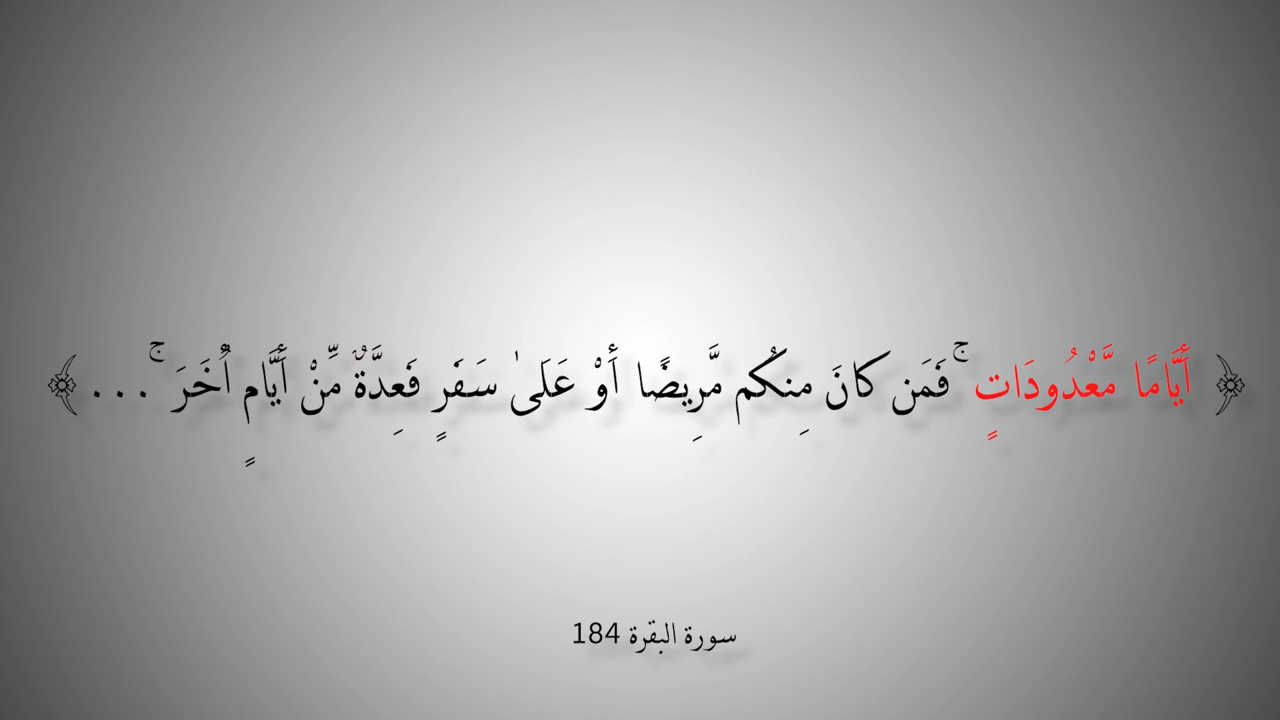 ﴿ أَيَّامًا مَّعْدُودَاتٍ ۚ فَمَن كَانَ مِنكُم مَّرِيضًا أَوْ عَلَىٰ سَفَرٍ فَعِدَّةٌ مِّنْ أَيَّامٍ أُخَرَ ۚ ... ﴾
سورة البقرة 184